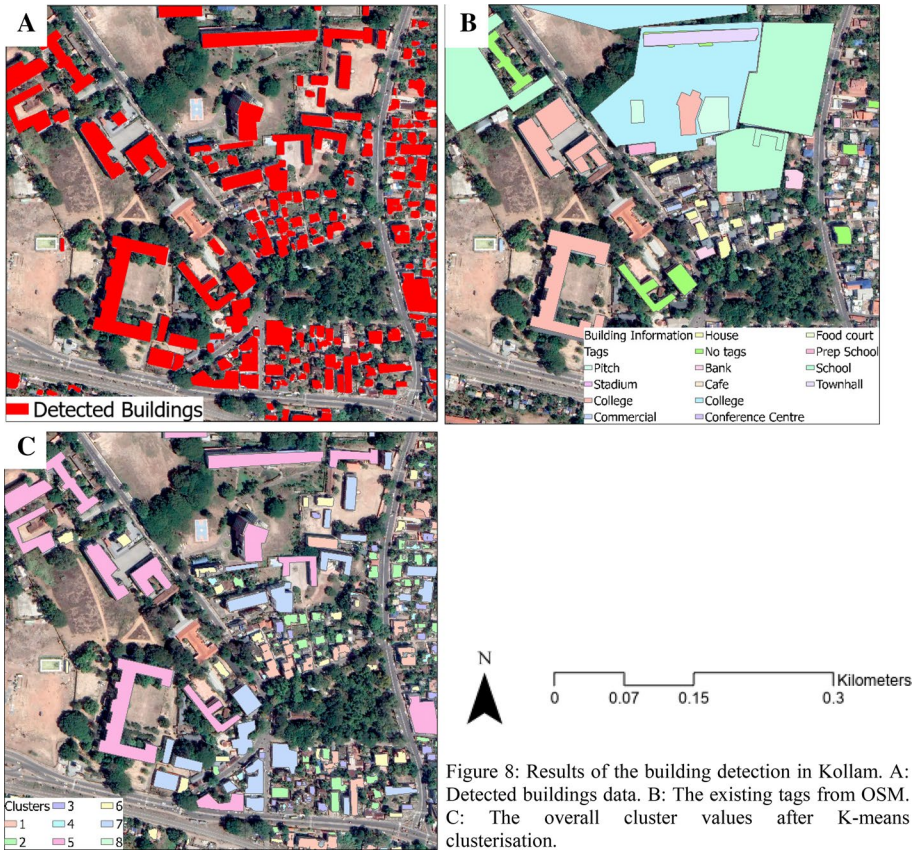 A
Detected Buildings
B
Building Information
Tags
Pitch
Stadium
College
Commercial
House
No tags
Bank
Cafe
College
Conference Centre
Food court
Prep School
School
Townhall
C
Clusters
1
2
3
4
5
6
7
8
N
Kilometers
0 0.07 0.15 0.3
Figure 8: Results of the building detection in Kollam. A:
Detected buildings data. B: The existing tags from OSM.
C: The overall cluster values after K-means
clusterisation.